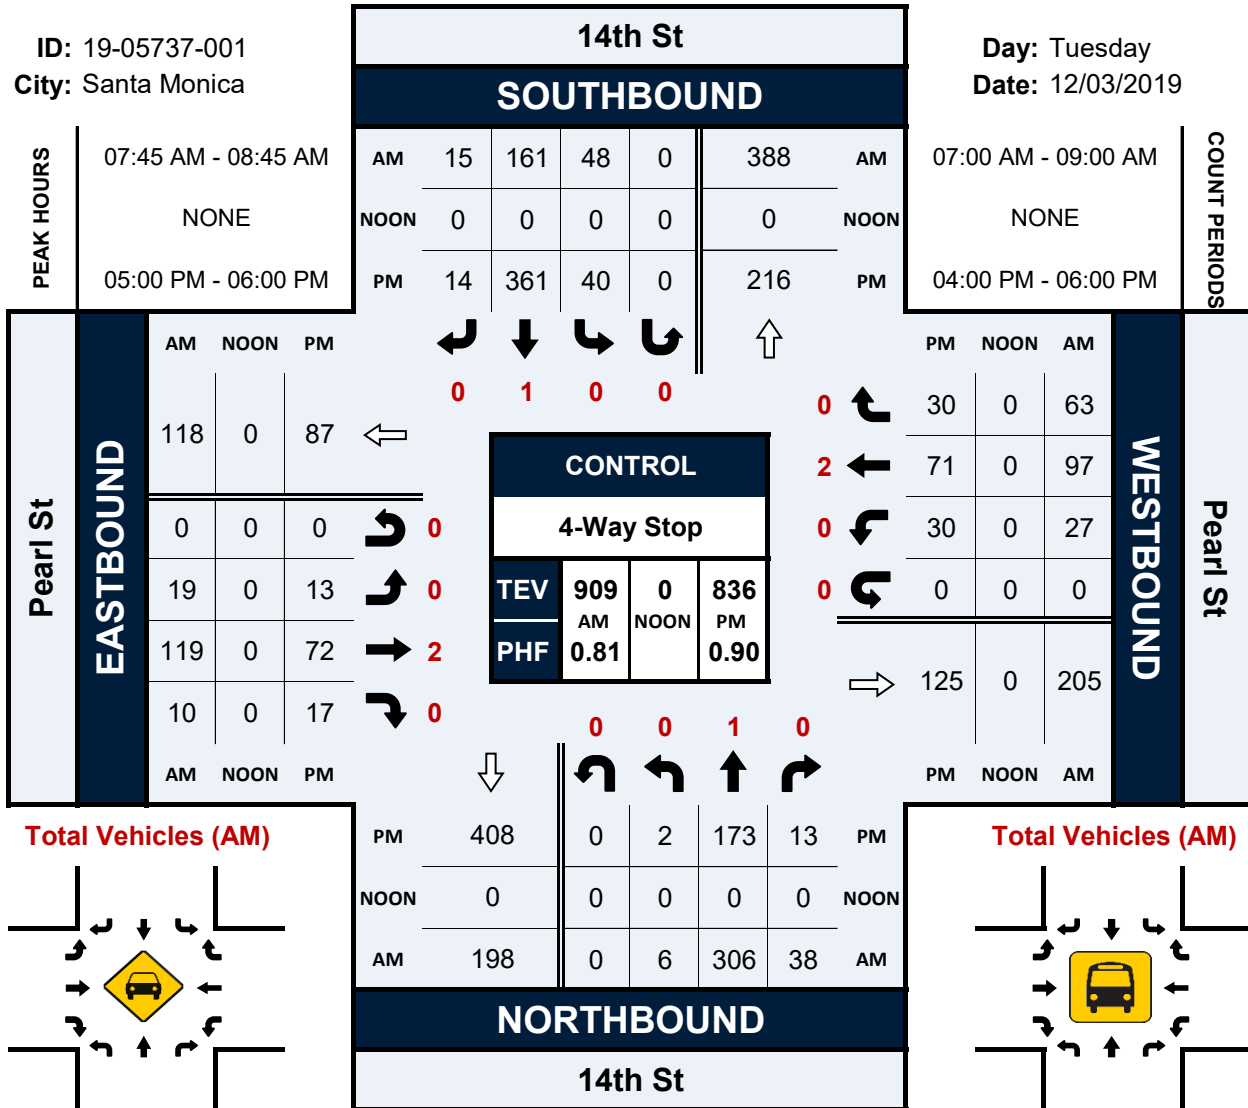 ID: 19-05737-001
City: Santa Monica
14th St
SOUTHBOUND
Day: Tuesday
Date: 12/03/2019
PEAK HOURS
07:45 AM - 08:45 AM
NONE
05:00 PM - 06:00 PM
AM 15 161 48 0 388 AM
NOON 0 0 0 0 0 NOON
PM 14 361 40 0 216 PM
07:00 AM - 09:00 AM
NONE
04:00 PM - 06:00 PM
COUNT PERIODS
0 1 0 0
Pearl St
EASTBOUND
AM NOON PM
118 0 87
0 0 0 0
19 0 13 0
119 0 72 2
10 0 17 0
AM NOON PM
CONTROL
4-Way Stop
TEV 909 0 836
AM NOON PM
PHF 0.81 0.90
PM NOON AM
0 30 0 63
2 71 0 97
0 30 0 27
0 0 0 0
125 0 205
PM NOON AM
WESTBOUND
Pearl St
0 0 1 0
PM 408 0 2 173 13 PM
NOON 0 0 0 0 0 NOON
AM 198 0 6 306 38 AM
NORTHBOUND
14th St
Total Vehicles (AM)
Total Vehicles (AM)